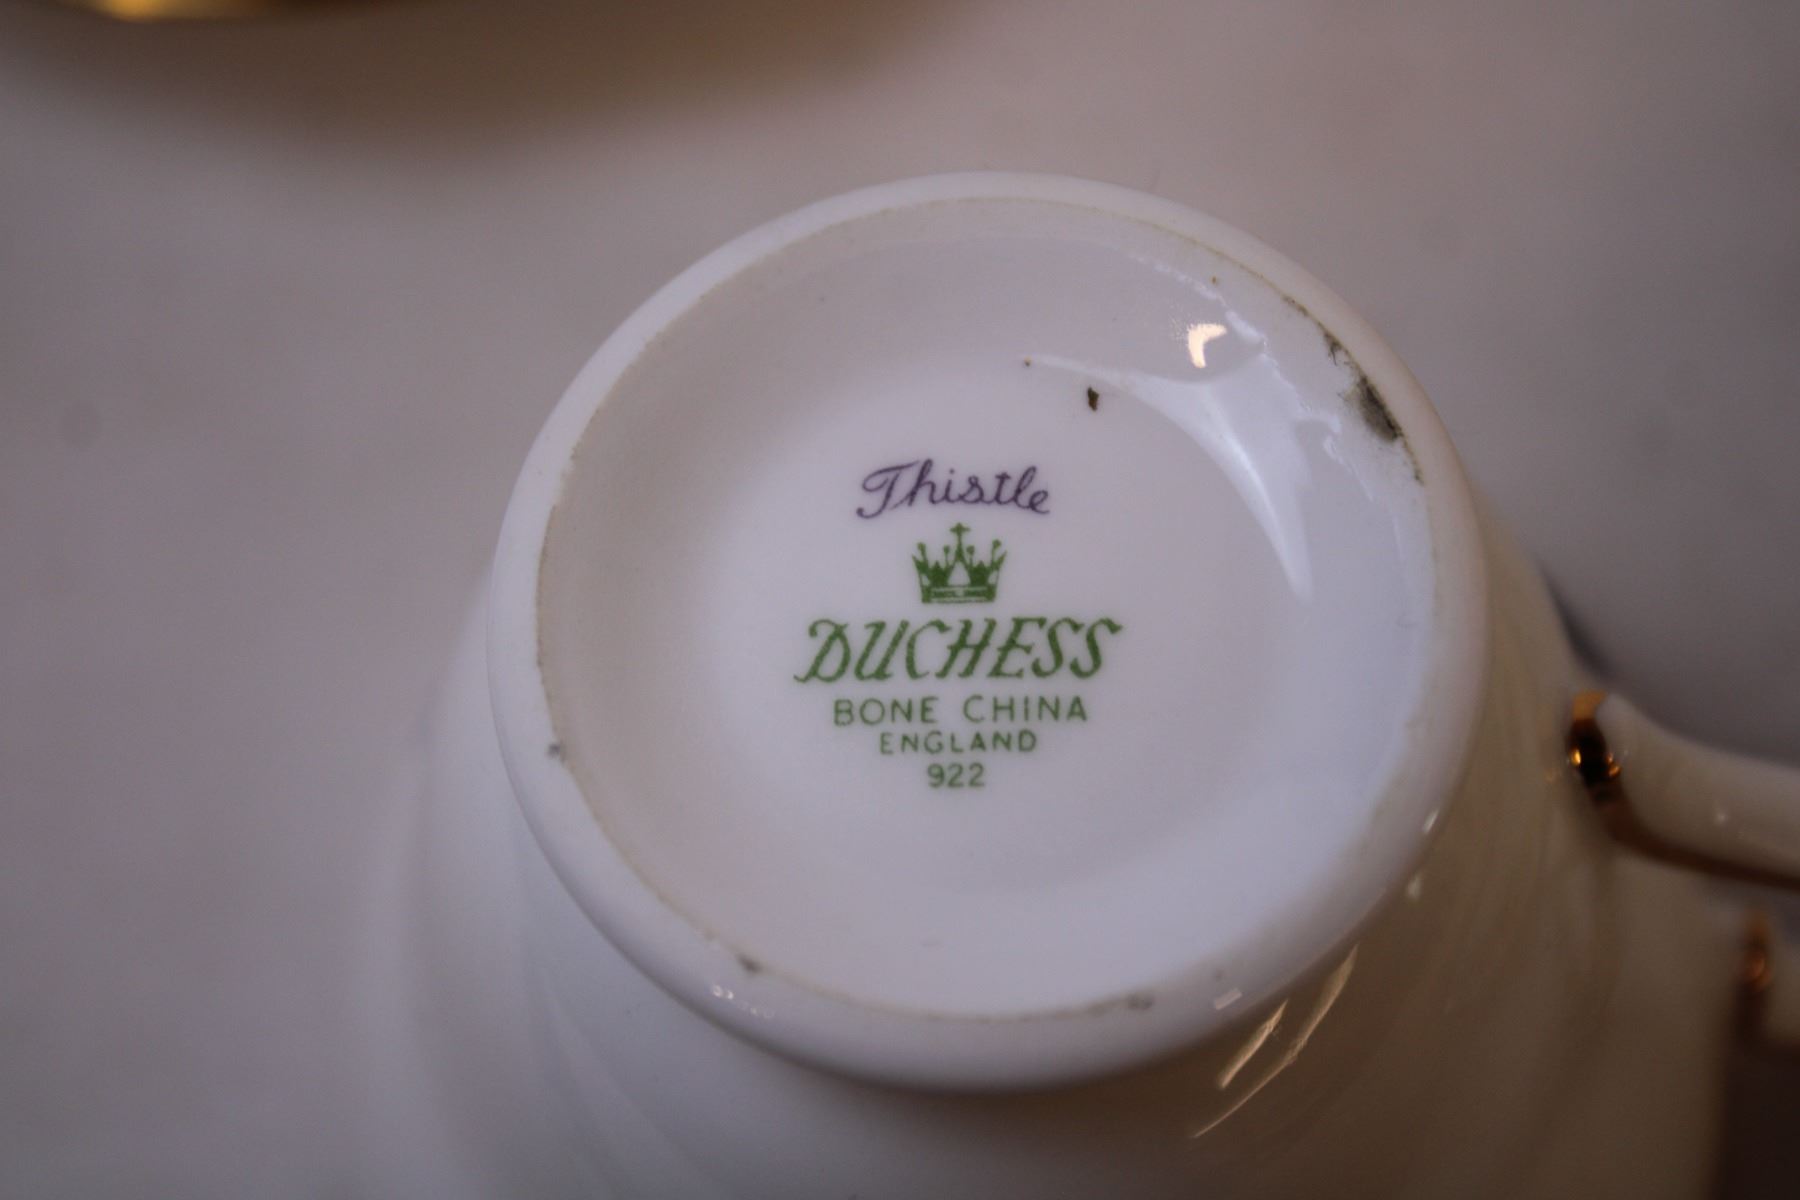 Thistle
DUCHESS
BONE CHINA
ENGLAND
922